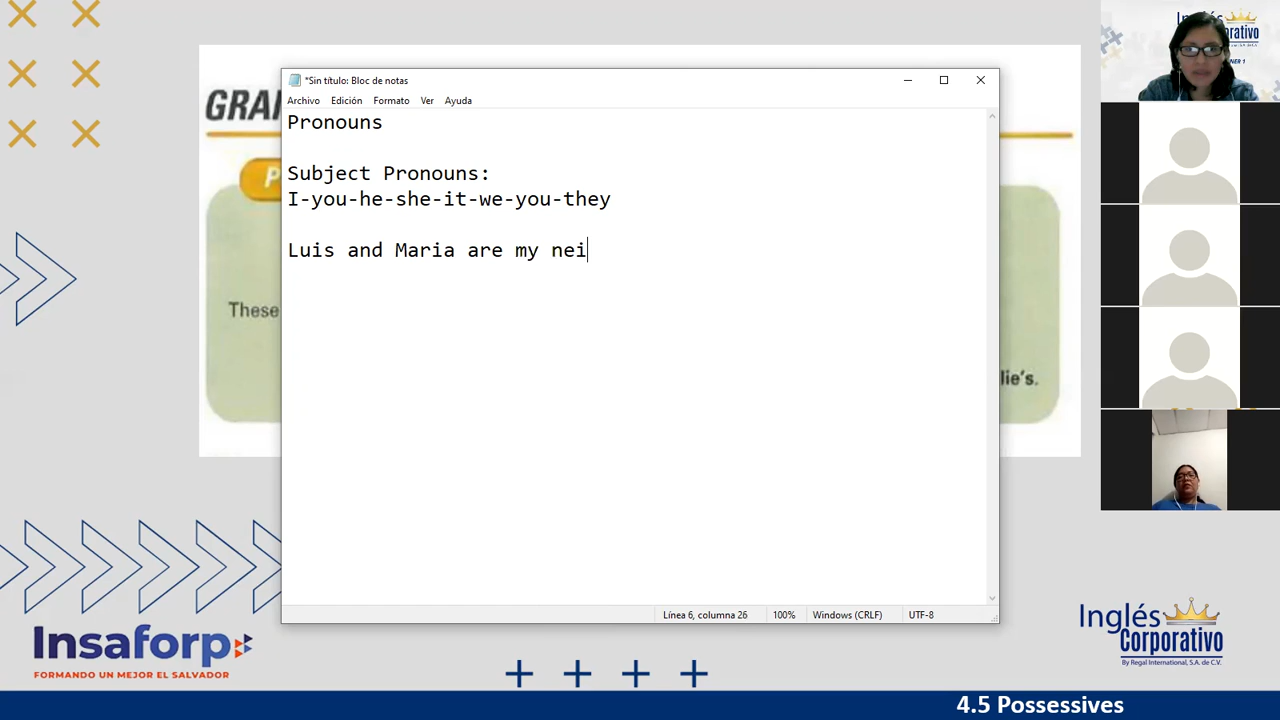 GRA
P
These
lie's.
*Sin título: Bloc de notas
Archivo Edición Formato Ver Ayuda
Pronouns
Subject Pronouns:
I-you-he-she-it-we-you-they
Luis and Maria are my nei
Línea 6, columna 26 100% Windows (CRLF) UTF-8
Insaforp
FORMANDO UN MEJOR EL SALVADOR
Inglés
Corporativo
By Regal International, S.A. de C.V.
4.5 Possessives